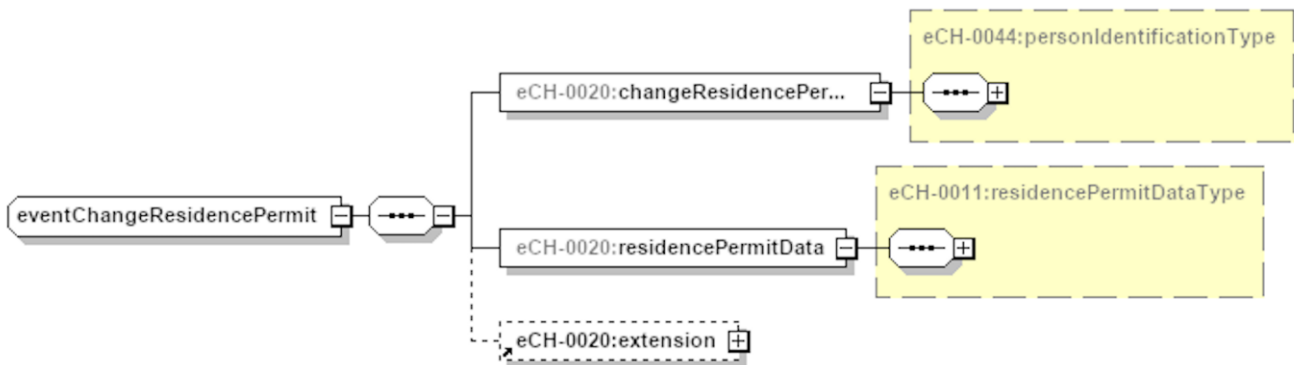 eCH-0044:personIdentificationType
eCH-0020:changeResidencePer...
eCH-0011:residencePermitDataType
eventChangeResidencePermit
eCH-0020:residencePermitData
eCH-0020:extension